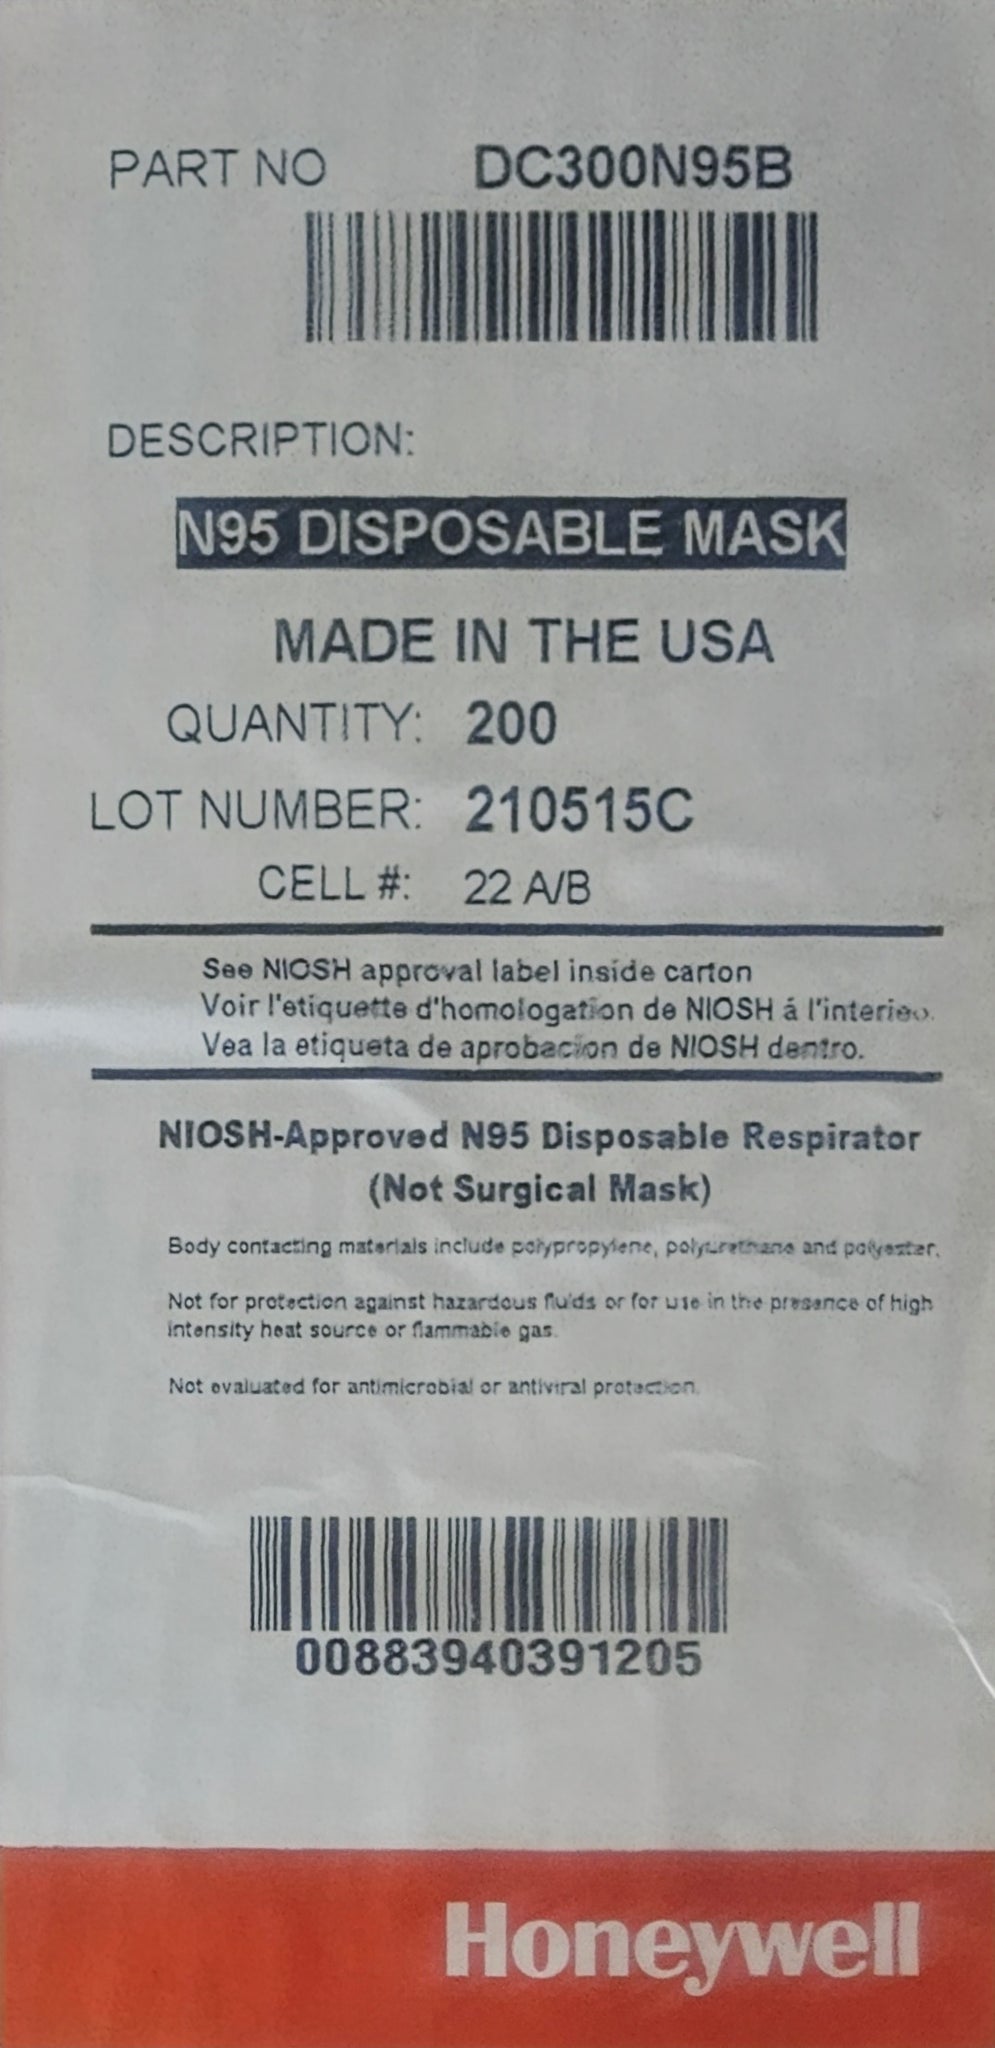 PART NO DC300N95B
DESCRIPTION:
N95 DISPOSABLE MASK
MADE IN THE USA
QUANTITY: 200
LOT NUMBER: 210515C
CELL #: 22 A/B
See NIOSH approval label inside carton
Voir l'etiquette d'homologation de NIOSH á
Vea la etiqueta de aprobacion de NIOSH dentro.
NIOSH-Approved N95 Disposable Respirator
(Not Surgical Mask)
Body contacting materials include polypropylene, polyurethane and polyester.
Not for protection against hazardous fluids or for use in the presence of high
intensity heat source or flammable gas.
Not evaluated for antimicrobial or antiviral protection.
00883940391205
Honeywell